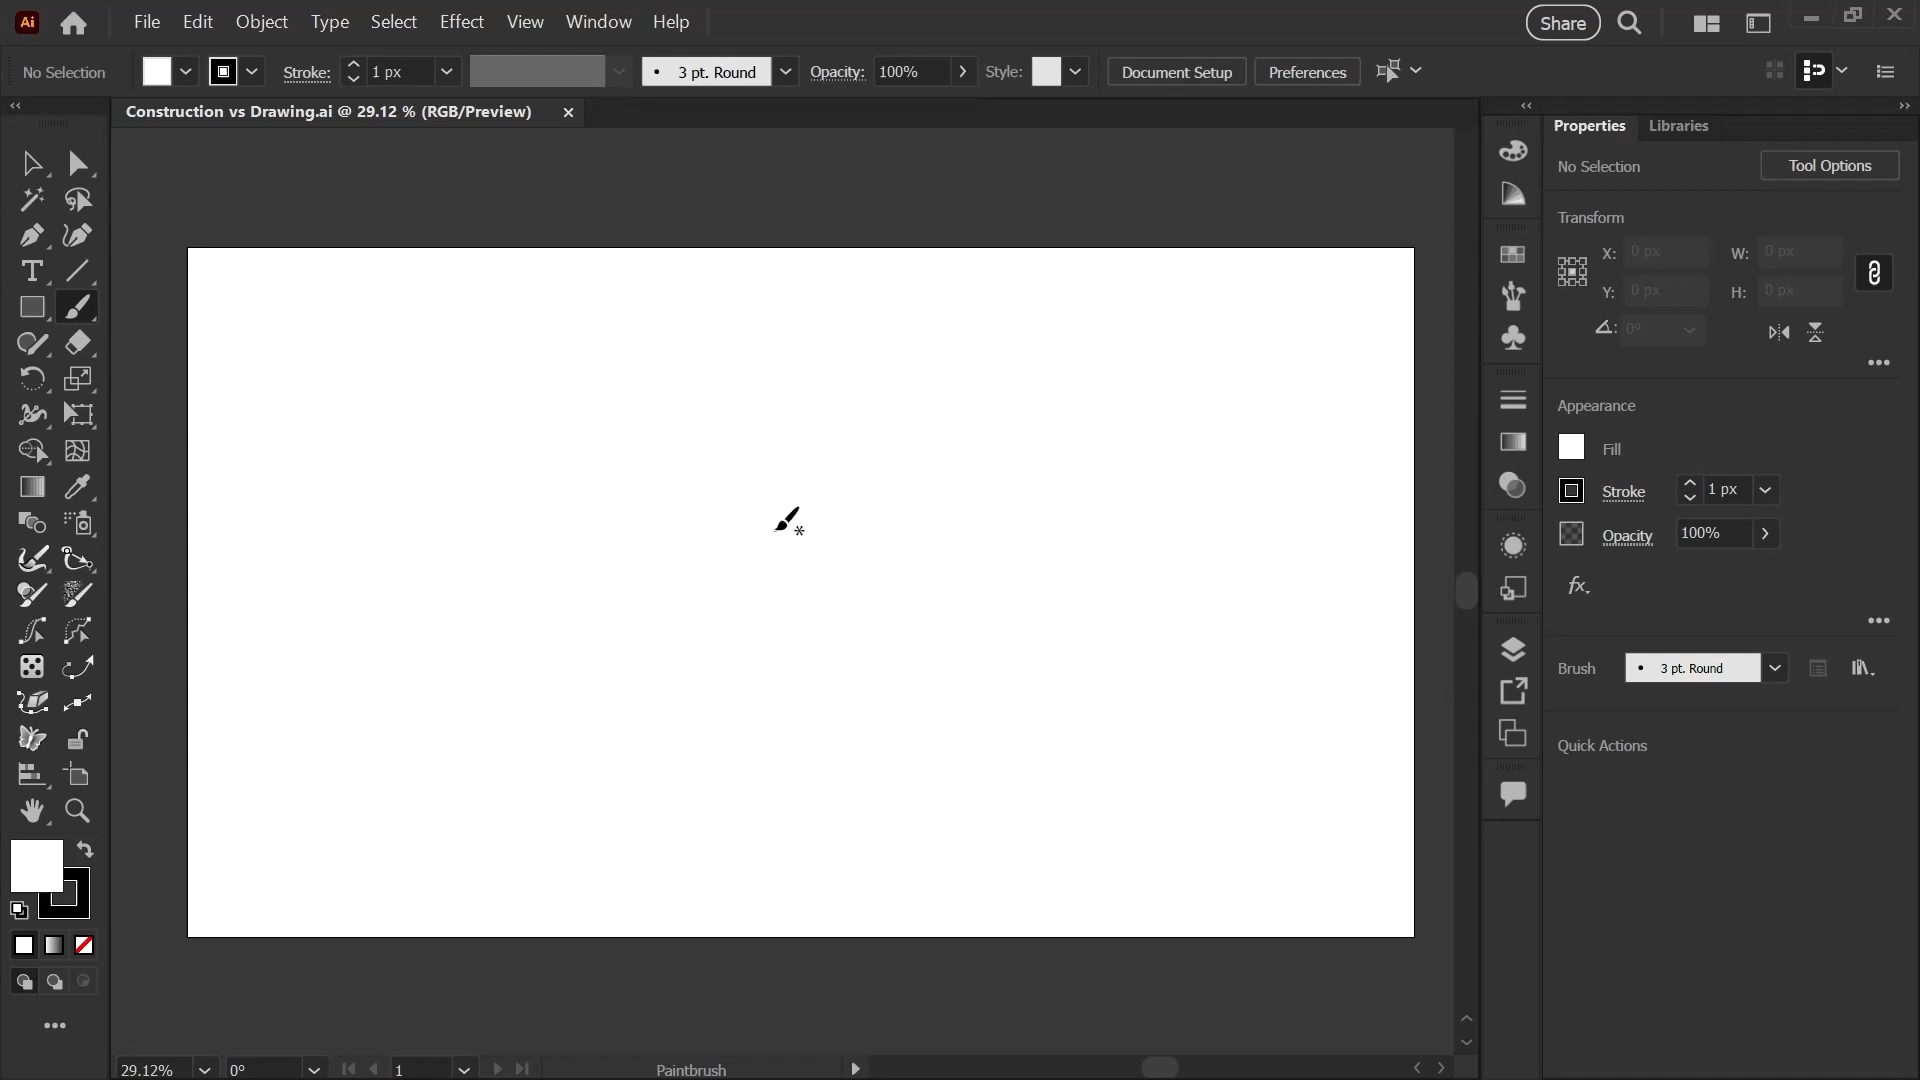 Ai File Edit Object Type Select Effect View Window Help Share
No Selection Stroke: 1 px 3 pt. Round Opacity: 100% Style: Document Setup Preferences
Construction vs Drawing.ai @ 29.12 % (RGB/Preview)
Properties Libraries
No Selection Tool Options
Transform
X: 0 px W: 0 px
Y: 0 px H: 0 px
0°
Appearance
Fill
Stroke 1 px
Opacity 100%
fx
Brush 3 pt. Round
Quick Actions
29.12% 0° 1 Paintbrush